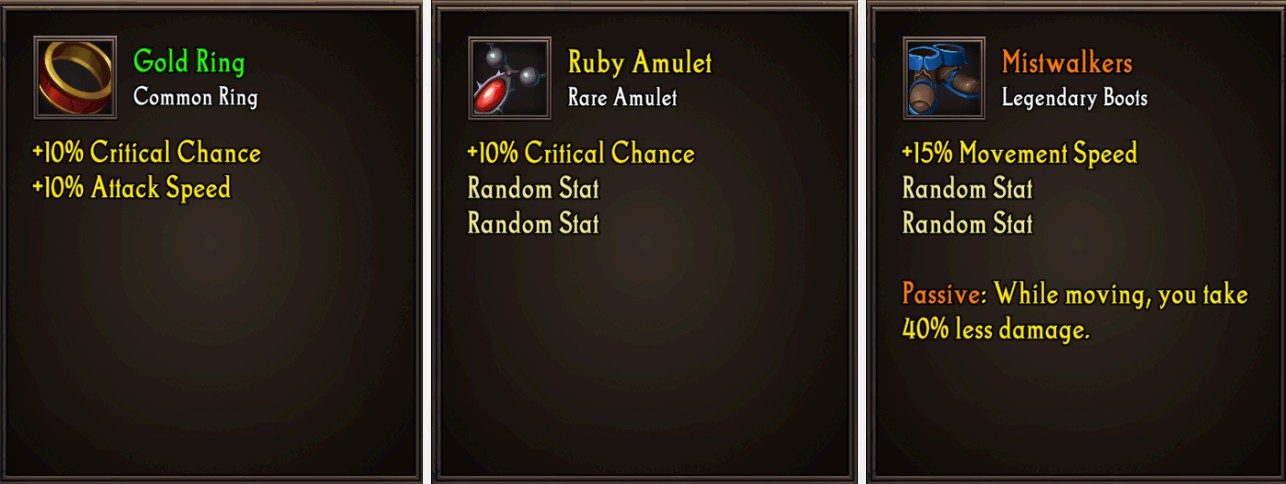 Gold Ring
Common Ring
+10% Critical Chance
+10% Attack Speed
Ruby Amulet
Rare Amulet
+10% Critical Chance
Random Stat
Random Stat
Mistwalkers
Legendary Boots
+15% Movement Speed
Random Stat
Random Stat
Passive: While moving, you take
40% less damage.